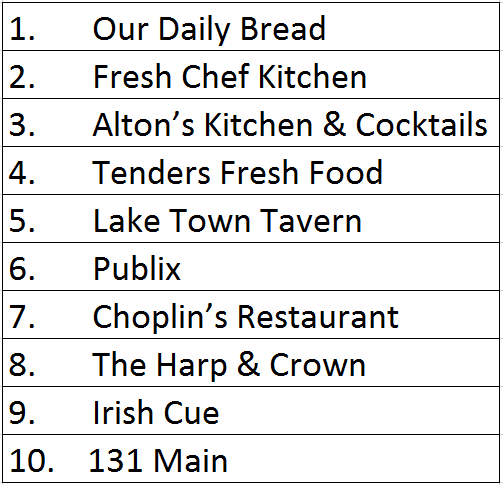 1. Our Daily Bread
2. Fresh Chef Kitchen
3. Alton’s Kitchen & Cocktails
4. Tenders Fresh Food
5. Lake Town Tavern
6. Publix
7. Choplin’s Restaurant
8. The Harp & Crown
9. Irish Cue
10. 131 Main